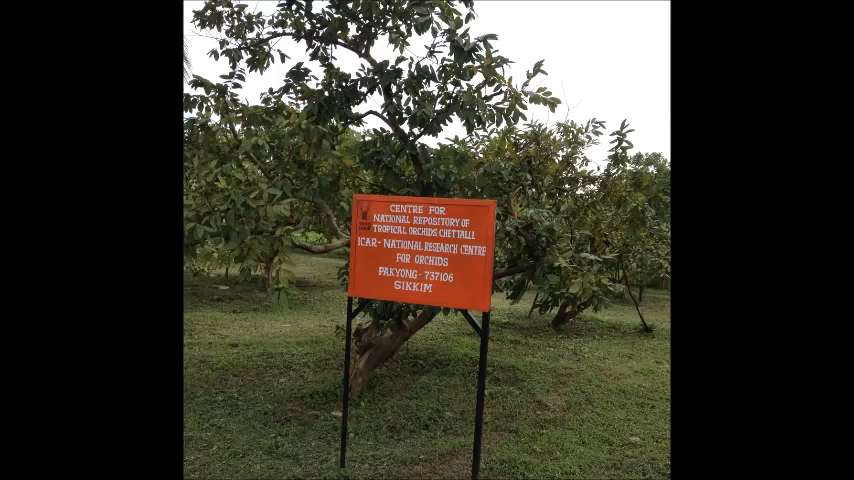 CENTRE FOR
NATIONAL REPOSITORY OF
TROPICAL ORCHIDS CHETTALLI
ICAR - NATIONAL RESEARCH CENTRE
FOR ORCHIDS
PAKYONG - 737106
SIKKIM